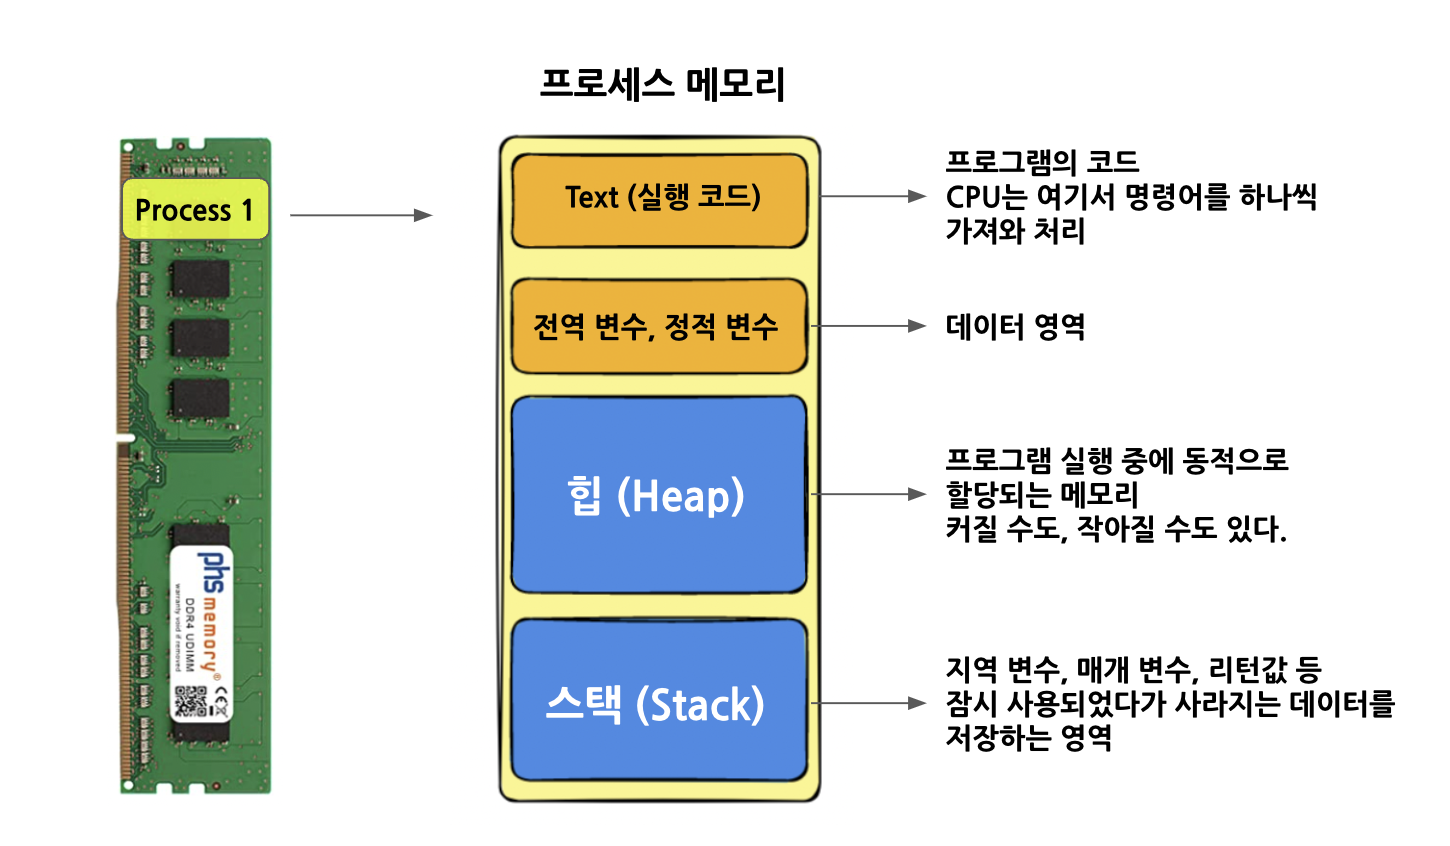 프로세스 메모리
Process 1
Text (실행 코드)
프로그램의 코드
CPU는 여기서 명령어를 하나씩
가져와 처리
전역 변수, 정적 변수
데이터 영역
힙 (Heap)
프로그램 실행 중에 동적으로
할당되는 메모리
커질 수도, 작아질 수도 있다.
스택 (Stack)
지역 변수, 매개 변수, 리턴값 등
잠시 사용되었다가 사라지는 데이터를
저장하는 영역
phs memory®
DDR4 UDIMM
warranty void if removed
CE